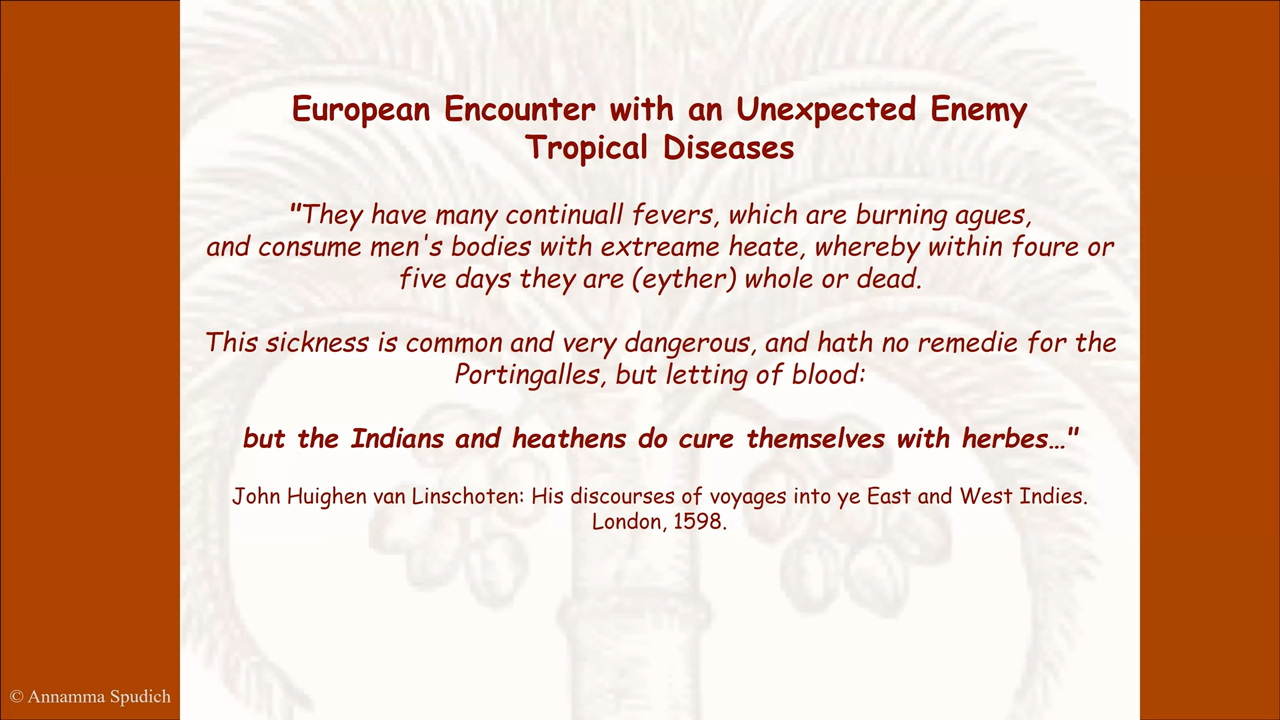 European Encounter with an Unexpected Enemy
Tropical Diseases
"They have many continuall fevers, which are burning agues,
and consume men's bodies with extreame heate, whereby within foure or
five days they are (eyther) whole or dead.
This sickness is common and very dangerous, and hath no remedie for the
Portingalles, but letting of blood:
but the Indians and heathens do cure themselves with herbes..."
John Huighen van Linschoten: His discourses of voyages into ye East and West Indies.
London, 1598.
© Annamma Spudich